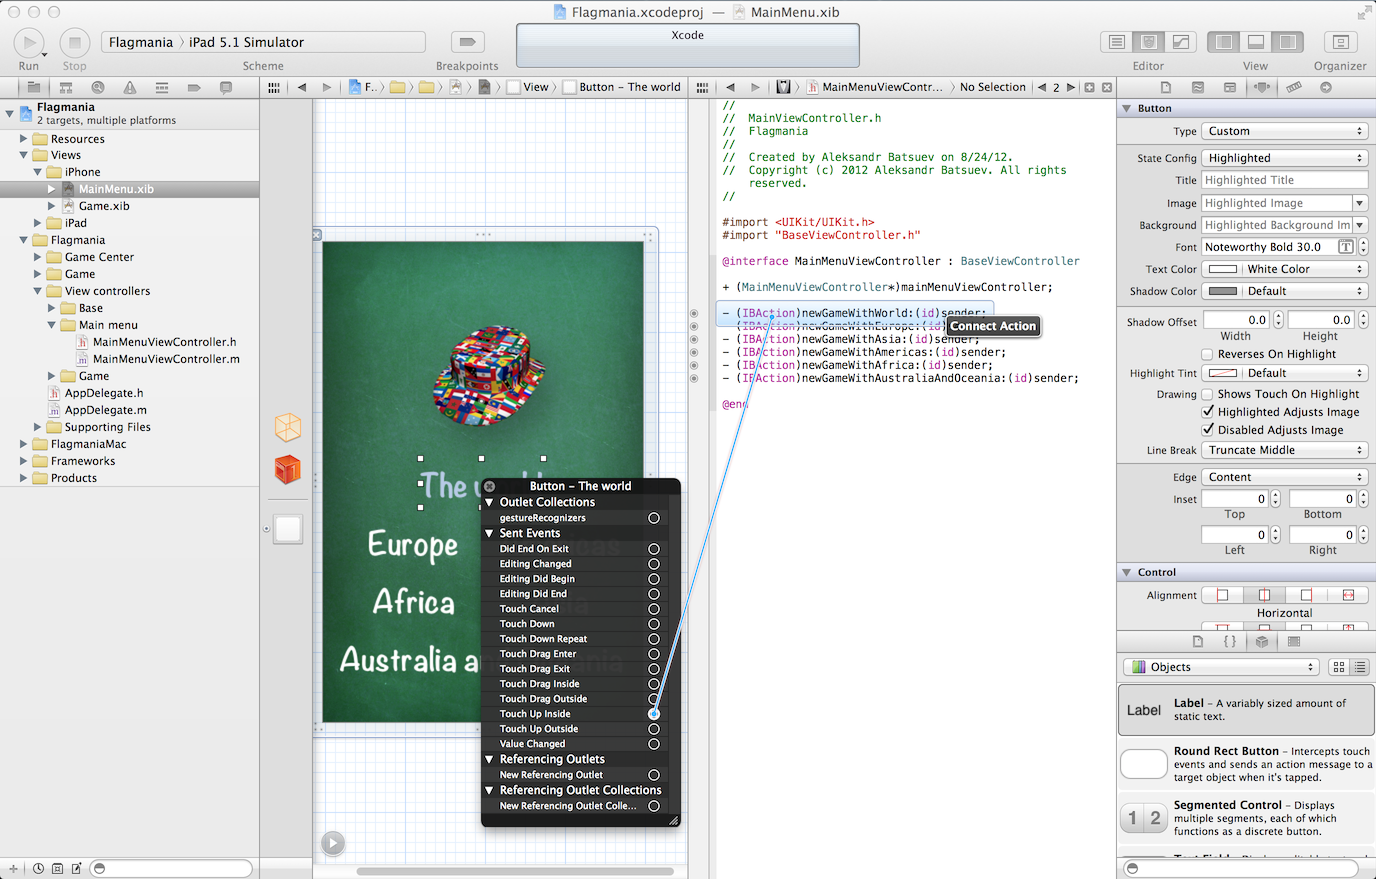 Flagmania.xcodeproj — MainMenu.xib
Flagmania 〉 iPad 5.1 Simulator
Xcode
Run
Stop
Scheme
Breakpoints
Editor
View
Organizer
F..
View
Button – The world
MainMenuViewContr...
No Selection
2
Flagmania
2 targets, multiple platforms
Resources
Views
iPhone
MainMenu.xib
Game.xib
iPad
Flagmania
Game Center
Game
View controllers
Base
Main menu
MainMenuViewController.h
MainMenuViewController.m
Game
AppDelegate.h
AppDelegate.m
Supporting Files
FlagmaniaMac
Frameworks
Products
The
Europe
Africa
Australia
Button – The world
Outlet Collections
gestureRecognizers
Sent Events
Did End On Exit
Editing Changed
Editing Did Begin
Editing Did End
Touch Cancel
Touch Down
Touch Down Repeat
Touch Drag Enter
Touch Drag Exit
Touch Drag Inside
Touch Drag Outside
Touch Up Inside
Touch Up Outside
Value Changed
Referencing Outlets
New Referencing Outlet
Referencing Outlet Collections
New Referencing Outlet Colle...
//
// MainViewController.h
// Flagmania
//
// Created by Aleksandr Batsuev on 8/24/12.
// Copyright (c) 2012 Aleksandr Batsuev. All rights
reserved.
//
#import <UIKit/UIKit.h>
#import "BaseViewController.h"
@interface MainMenuViewController : BaseViewController
+ (MainMenuViewController*)mainMenuViewController;
- (IBAction)newGameWithWorld:(id)sender;
- (IBAction)newGameWithEurope:(id)
Connect Action
- (IBAction)newGameWithAsia:(id)sender;
- (IBAction)newGameWithAmericas:(id)sender;
- (IBAction)newGameWithAfrica:(id)sender;
- (IBAction)newGameWithAustraliaAndOceania:(id)sender;
@end
Button
Type Custom
State Config Highlighted
Title Highlighted Title
Image Highlighted Image
Background Highlighted Background Im
Font Noteworthy Bold 30.0 T
Text Color White Color
Shadow Color Default
Shadow Offset 0.0 0.0
Width Height
Reverses On Highlight
Highlight Tint Default
Drawing Shows Touch On Highlight
Highlighted Adjusts Image
Disabled Adjusts Image
Line Break Truncate Middle
Edge Content
Inset 0 0
Top Bottom
0 0
Left Right
Control
Alignment
Horizontal
{ }
Objects
Label
Label – A variably sized amount of
static text.
Round Rect Button – Intercepts touch
events and sends an action message to a
target object when it's tapped.
1 2
Segmented Control – Displays
multiple segments, each of which
functions as a discrete button.